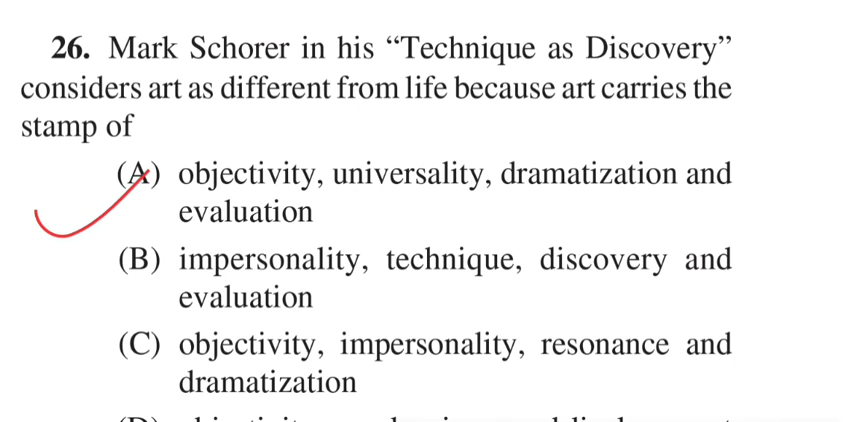 26. Mark Schorer in his “Technique as Discovery”
considers art as different from life because art carries the
stamp of
(A) objectivity, universality, dramatization and
evaluation
(B) impersonality, technique, discovery and
evaluation
(C) objectivity, impersonality, resonance and
dramatization